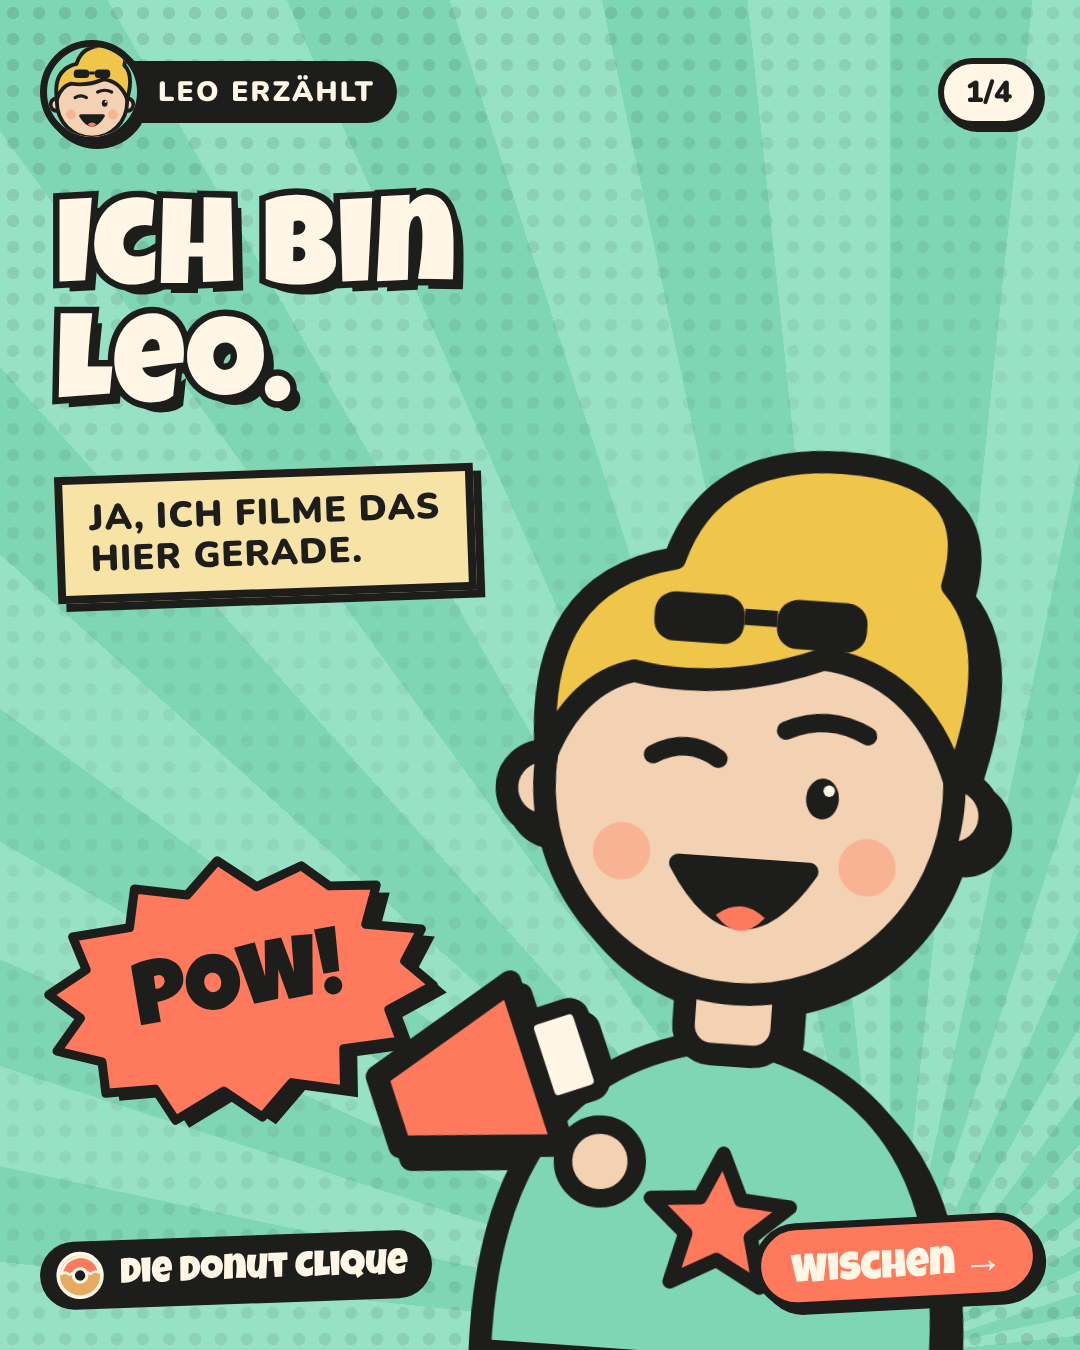 LEO ERZÄHLT
1/4
ICH BIN
LEO.
JA, ICH FILME DAS
HIER GERADE.
POW!
DIE DONUT CLIQUE
WISCHEN →